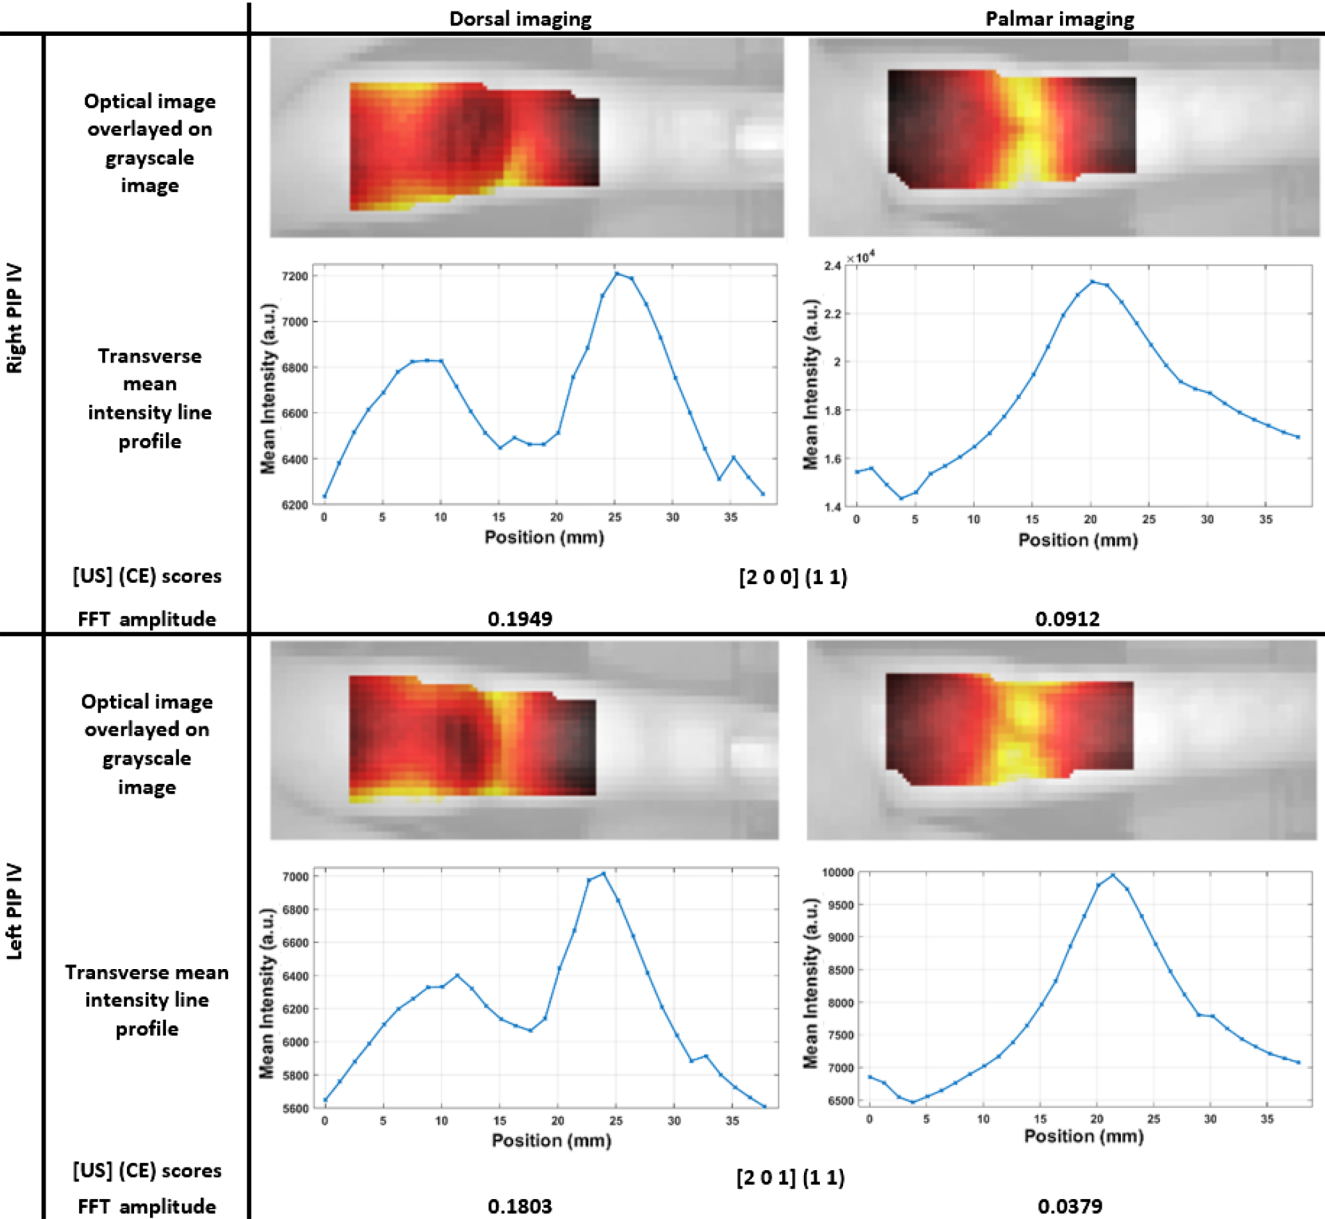 Dorsal imaging
Palmar imaging
Right PIP IV
Optical image
overlayed on
grayscale
image
Transverse
mean
intensity line
profile
Mean Intensity (a.u.)
7200
7000
6800
6600
6400
6200
0 5 10 15 20 25 30 35
Position (mm)
×10⁴
Mean Intensity (a.u.)
2.4
2.2
2
1.8
1.6
1.4
0 5 10 15 20 25 30 35
Position (mm)
[US] (CE) scores
[2 0 0] (1 1)
FFT amplitude
0.1949
0.0912
Left PIP IV
Optical image
overlayed on
grayscale
image
Transverse mean
intensity line
profile
Mean Intensity (a.u.)
7000
6800
6600
6400
6200
6000
5800
5600
0 5 10 15 20 25 30 35
Position (mm)
Mean Intensity (a.u.)
10000
9500
9000
8500
8000
7500
7000
6500
0 5 10 15 20 25 30 35
Position (mm)
[US] (CE) scores
[2 0 1] (1 1)
FFT amplitude
0.1803
0.0379